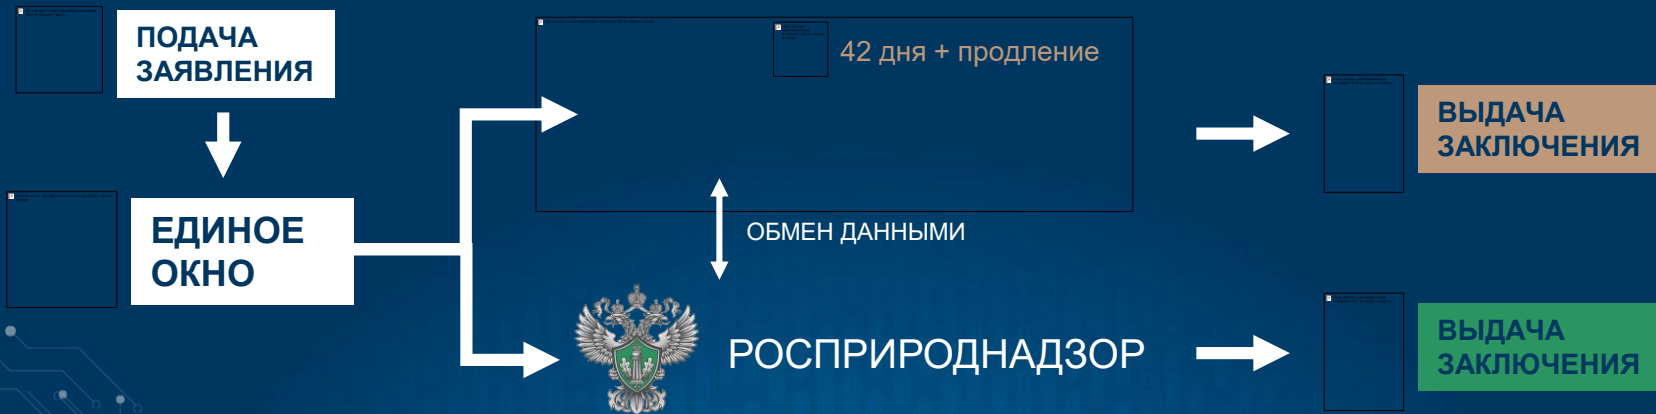 ПОДАЧА
ЗАЯВЛЕНИЯ
42 дня + продление
ВЫДАЧА
ЗАКЛЮЧЕНИЯ
ЕДИНОЕ
ОКНО
ОБМЕН ДАННЫМИ
РОСПРИРОДНАДЗОР
ВЫДАЧА
ЗАКЛЮЧЕНИЯ